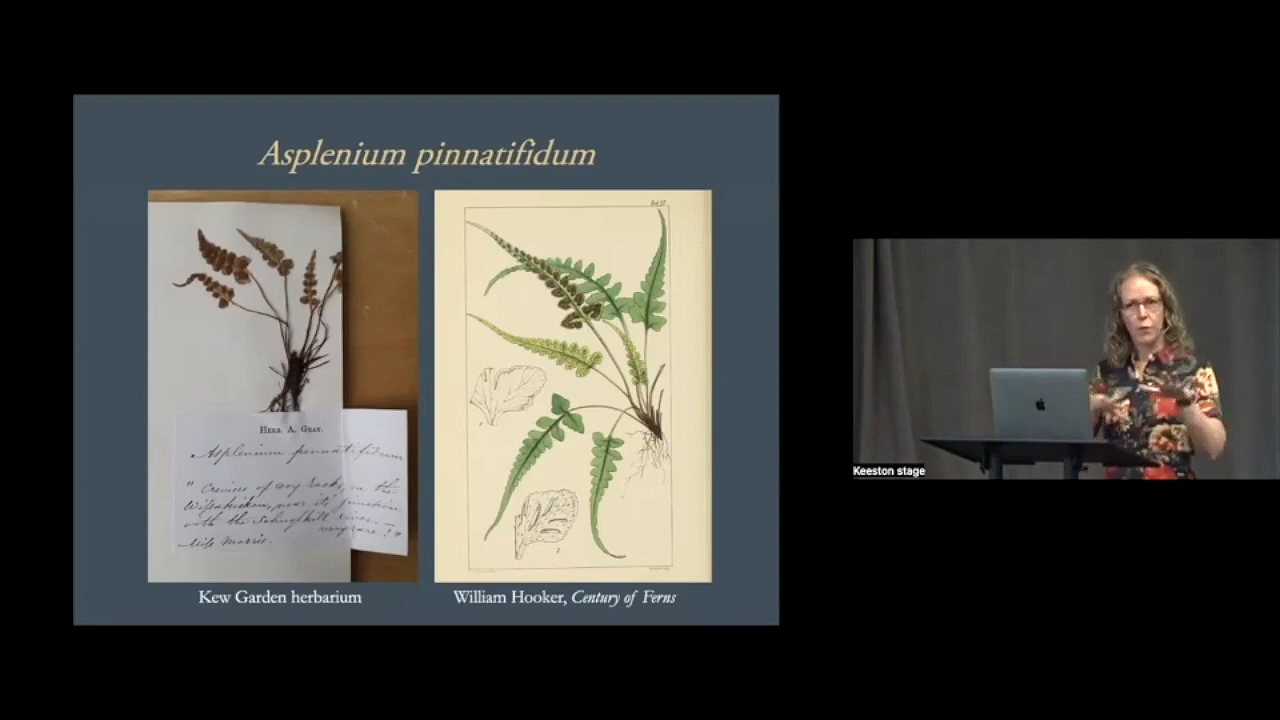 Asplenium pinnatifidum
HERB. A. GRAY.
Asplenium pinnatifidum
" Crevices of dry rocks, on the
Wissahickon, near its junction
with the Schuylkill river—
very rare ! "
Miss Morris.
Kew Garden herbarium
William Hooker, Century of Ferns
Keeston stage